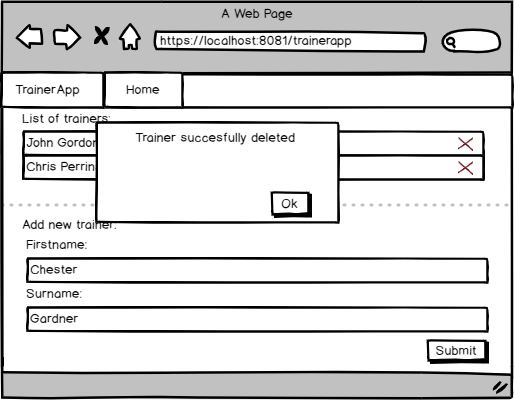 A Web Page
https://localhost:8081/trainerapp
TrainerApp Home
List of trainers:
John Gordon
Chris Perrin
Trainer succesfully deleted
Ok
Add new trainer:
Firstname:
Chester
Surname:
Gardner
Submit